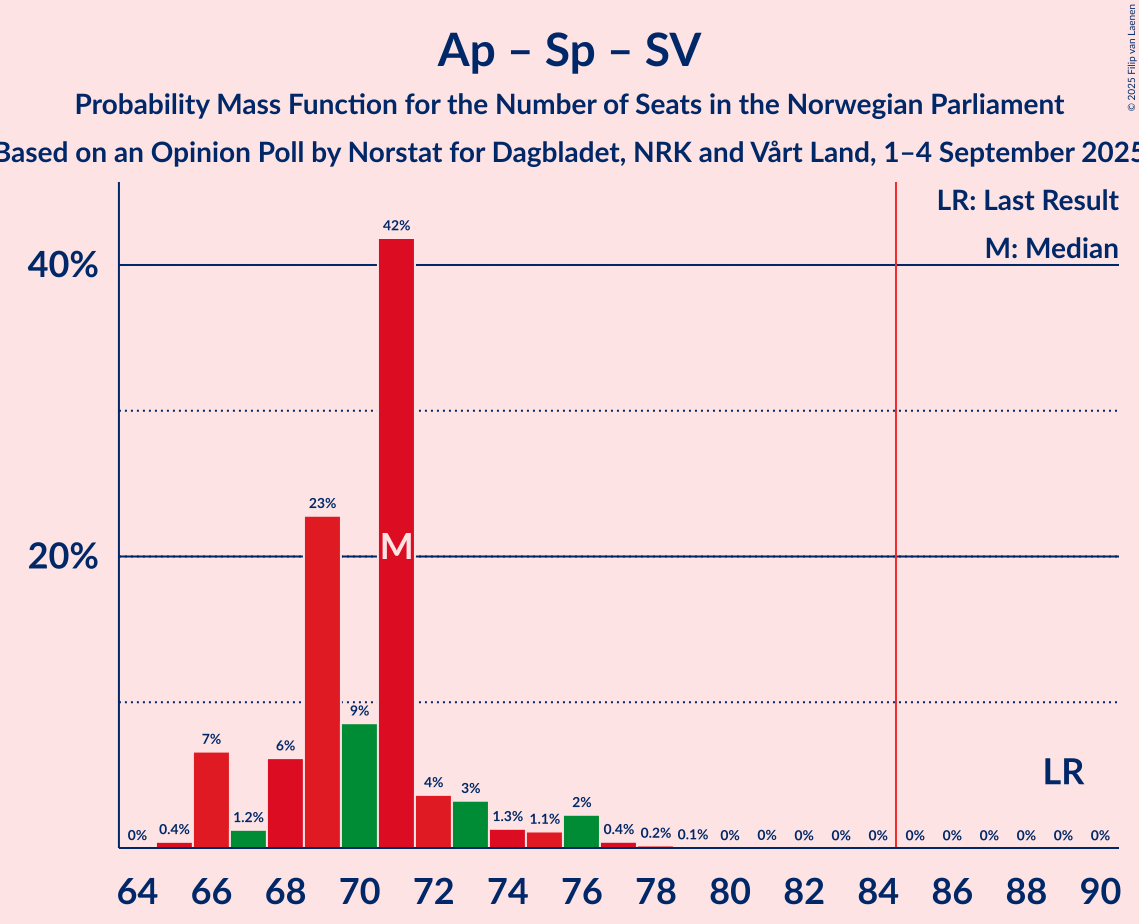 Ap – Sp – SV
Probability Mass Function for the Number of Seats in the Norwegian Parliament
Based on an Opinion Poll by Norstat for Dagbladet, NRK and Vårt Land, 1–4 September 2025
© 2025 Filip van Laenen
LR: Last Result
M: Median
40%
20%
0% 0.4% 7% 1.2% 6% 23% 9% 42% 4% 3% 1.3% 1.1% 2% 0.4% 0.2% 0.1% 0% 0% 0% 0% 0% 0% 0% 0% 0% 0% 0%
M
LR
64 66 68 70 72 74 76 78 80 82 84 86 88 90